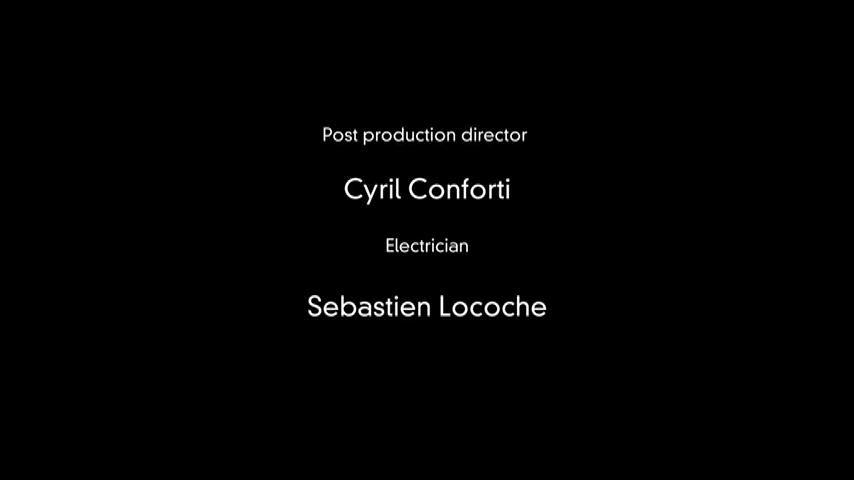 Post production director
Cyril Conforti
Electrician
Sebastien Locoche